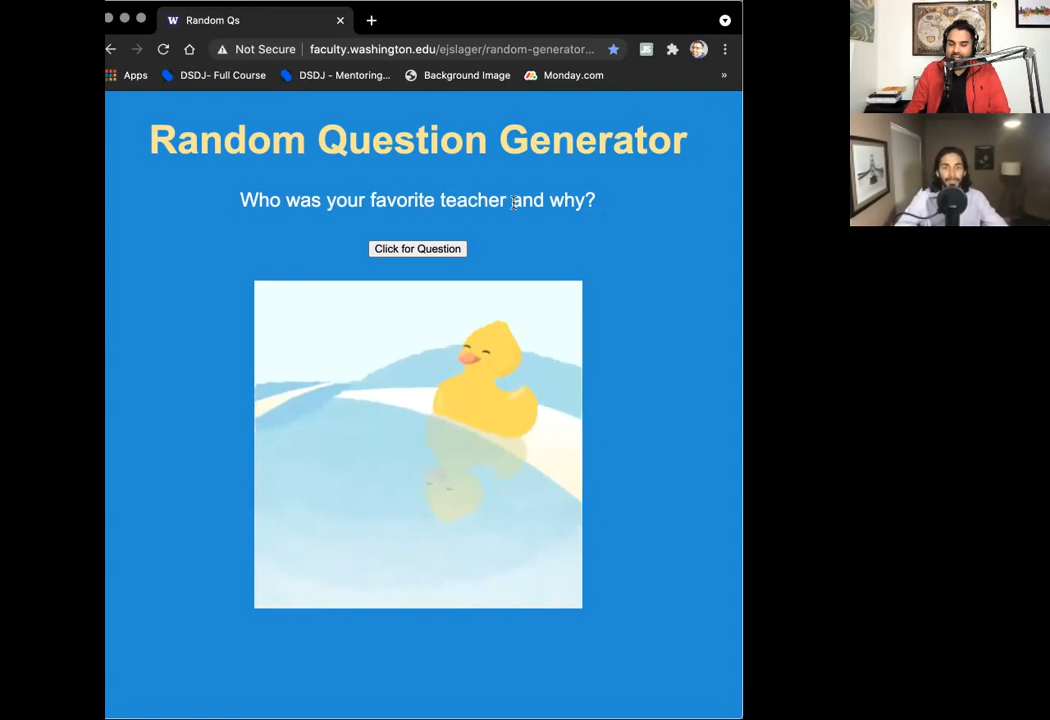 W Random Qs
Not Secure faculty.washington.edu/ejslager/random-generator...
JS
Apps DSDJ- Full Course DSDJ - Mentoring... Background Image Monday.com »
Random Question Generator
Who was your favorite teacher and why?
Click for Question